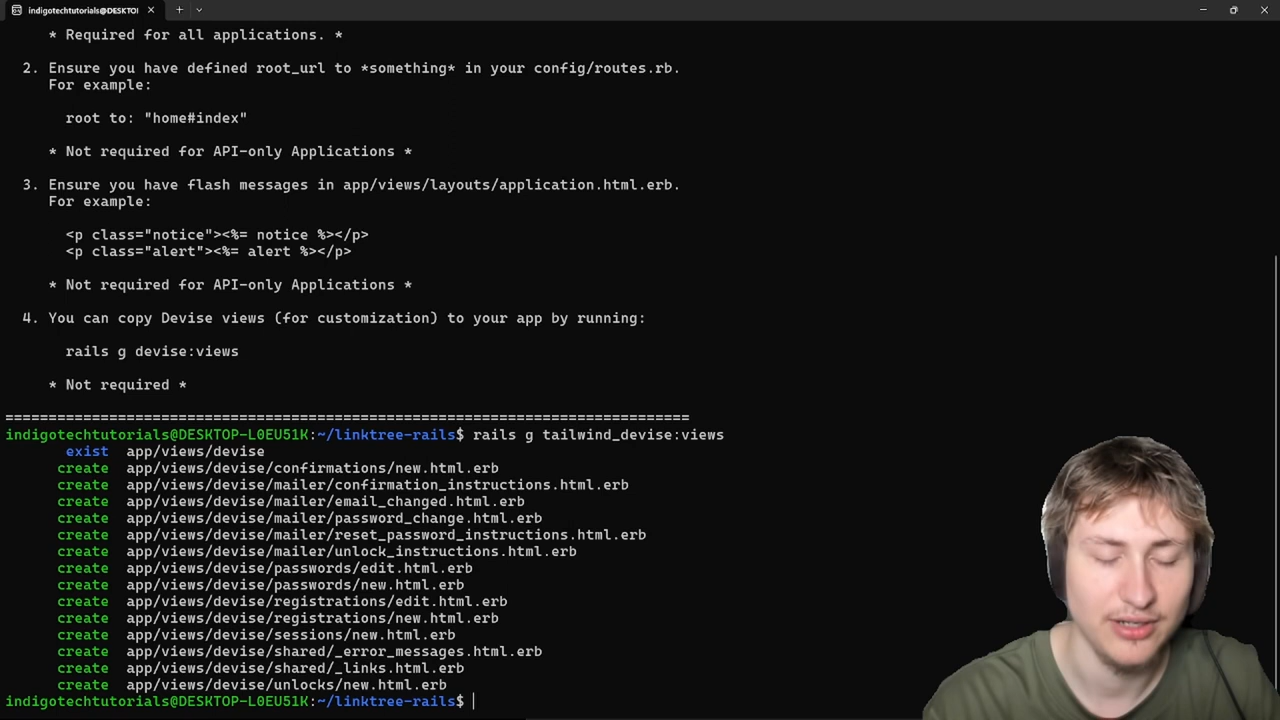 indigotechtutorials@DESKTO
* Required for all applications. *
2. Ensure you have defined root_url to *something* in your config/routes.rb.
For example:
root to: "home#index"
* Not required for API-only Applications *
3. Ensure you have flash messages in app/views/layouts/application.html.erb.
For example:
<p class="notice"><%= notice %></p>
<p class="alert"><%= alert %></p>
* Not required for API-only Applications *
4. You can copy Devise views (for customization) to your app by running:
rails g devise:views
* Not required *
===============================================================================
indigotechtutorials@DESKTOP-L0EU51K:~/linktree-rails$ rails g tailwind_devise:views
exist app/views/devise
create app/views/devise/confirmations/new.html.erb
create app/views/devise/mailer/confirmation_instructions.html.erb
create app/views/devise/mailer/email_changed.html.erb
create app/views/devise/mailer/password_change.html.erb
create app/views/devise/mailer/reset_password_instructions.html.erb
create app/views/devise/mailer/unlock_instructions.html.erb
create app/views/devise/passwords/edit.html.erb
create app/views/devise/passwords/new.html.erb
create app/views/devise/registrations/edit.html.erb
create app/views/devise/registrations/new.html.erb
create app/views/devise/sessions/new.html.erb
create app/views/devise/shared/_error_messages.html.erb
create app/views/devise/shared/_links.html.erb
create app/views/devise/unlocks/new.html.erb
indigotechtutorials@DESKTOP-L0EU51K:~/linktree-rails$